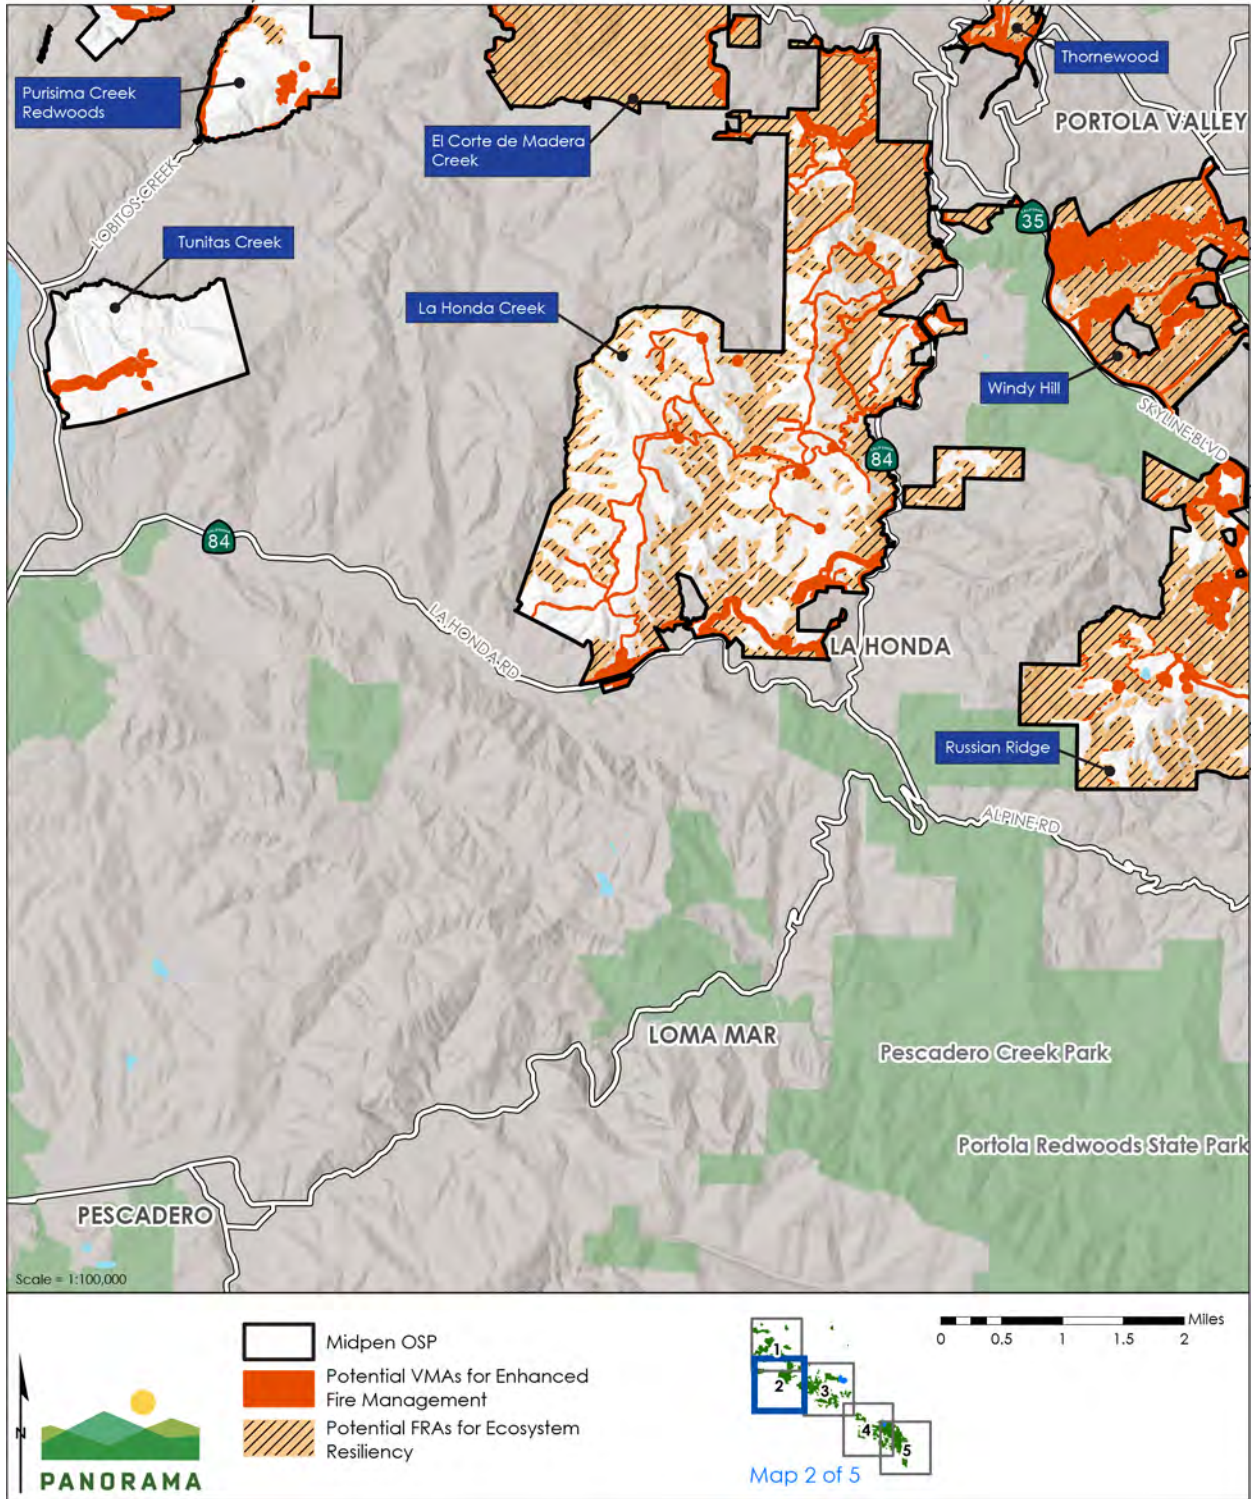 Thornewood
Purisima Creek
Redwoods
PORTOLA VALLEY
El Corte de Madera
Creek
LOBITOS CREEK
35
Tunitas Creek
La Honda Creek
Windy Hill
SKYLINE BLVD
84
84
LA HONDA RD
LA HONDA
Russian Ridge
ALPINE RD
LOMA MAR
Pescadero Creek Park
Portola Redwoods State Park
PESCADERO
Scale = 1:100,000
Midpen OSP
Potential VMAs for Enhanced
Fire Management
Potential FRAs for Ecosystem
Resiliency
N
PANORAMA
1
2
3
4
5
Map 2 of 5
Miles
0 0.5 1 1.5 2